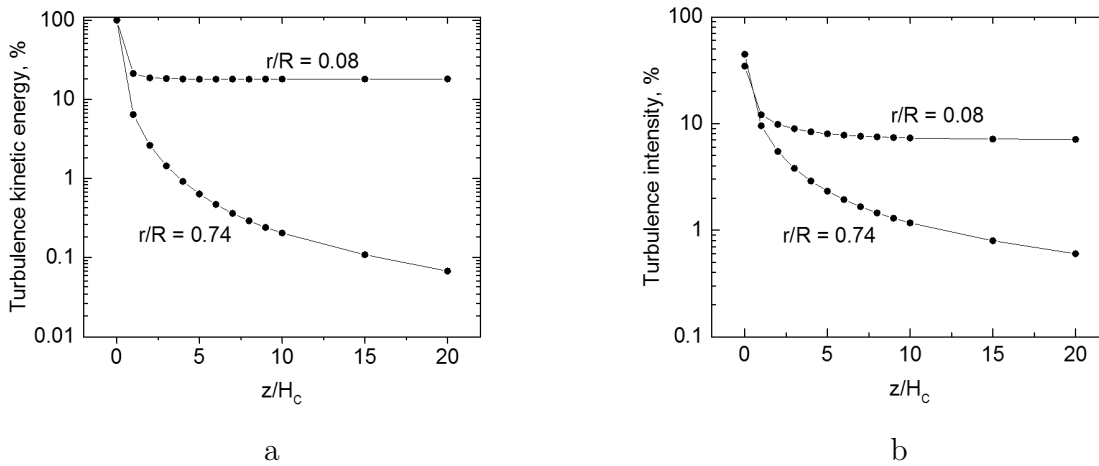 Turbulence kinetic energy, %
100
10
1
0.1
0.01
r/R = 0.08
r/R = 0.74
0 5 10 15 20
z/H_C
a
Turbulence intensity, %
100
10
1
0.1
r/R = 0.08
r/R = 0.74
0 5 10 15 20
z/H_C
b